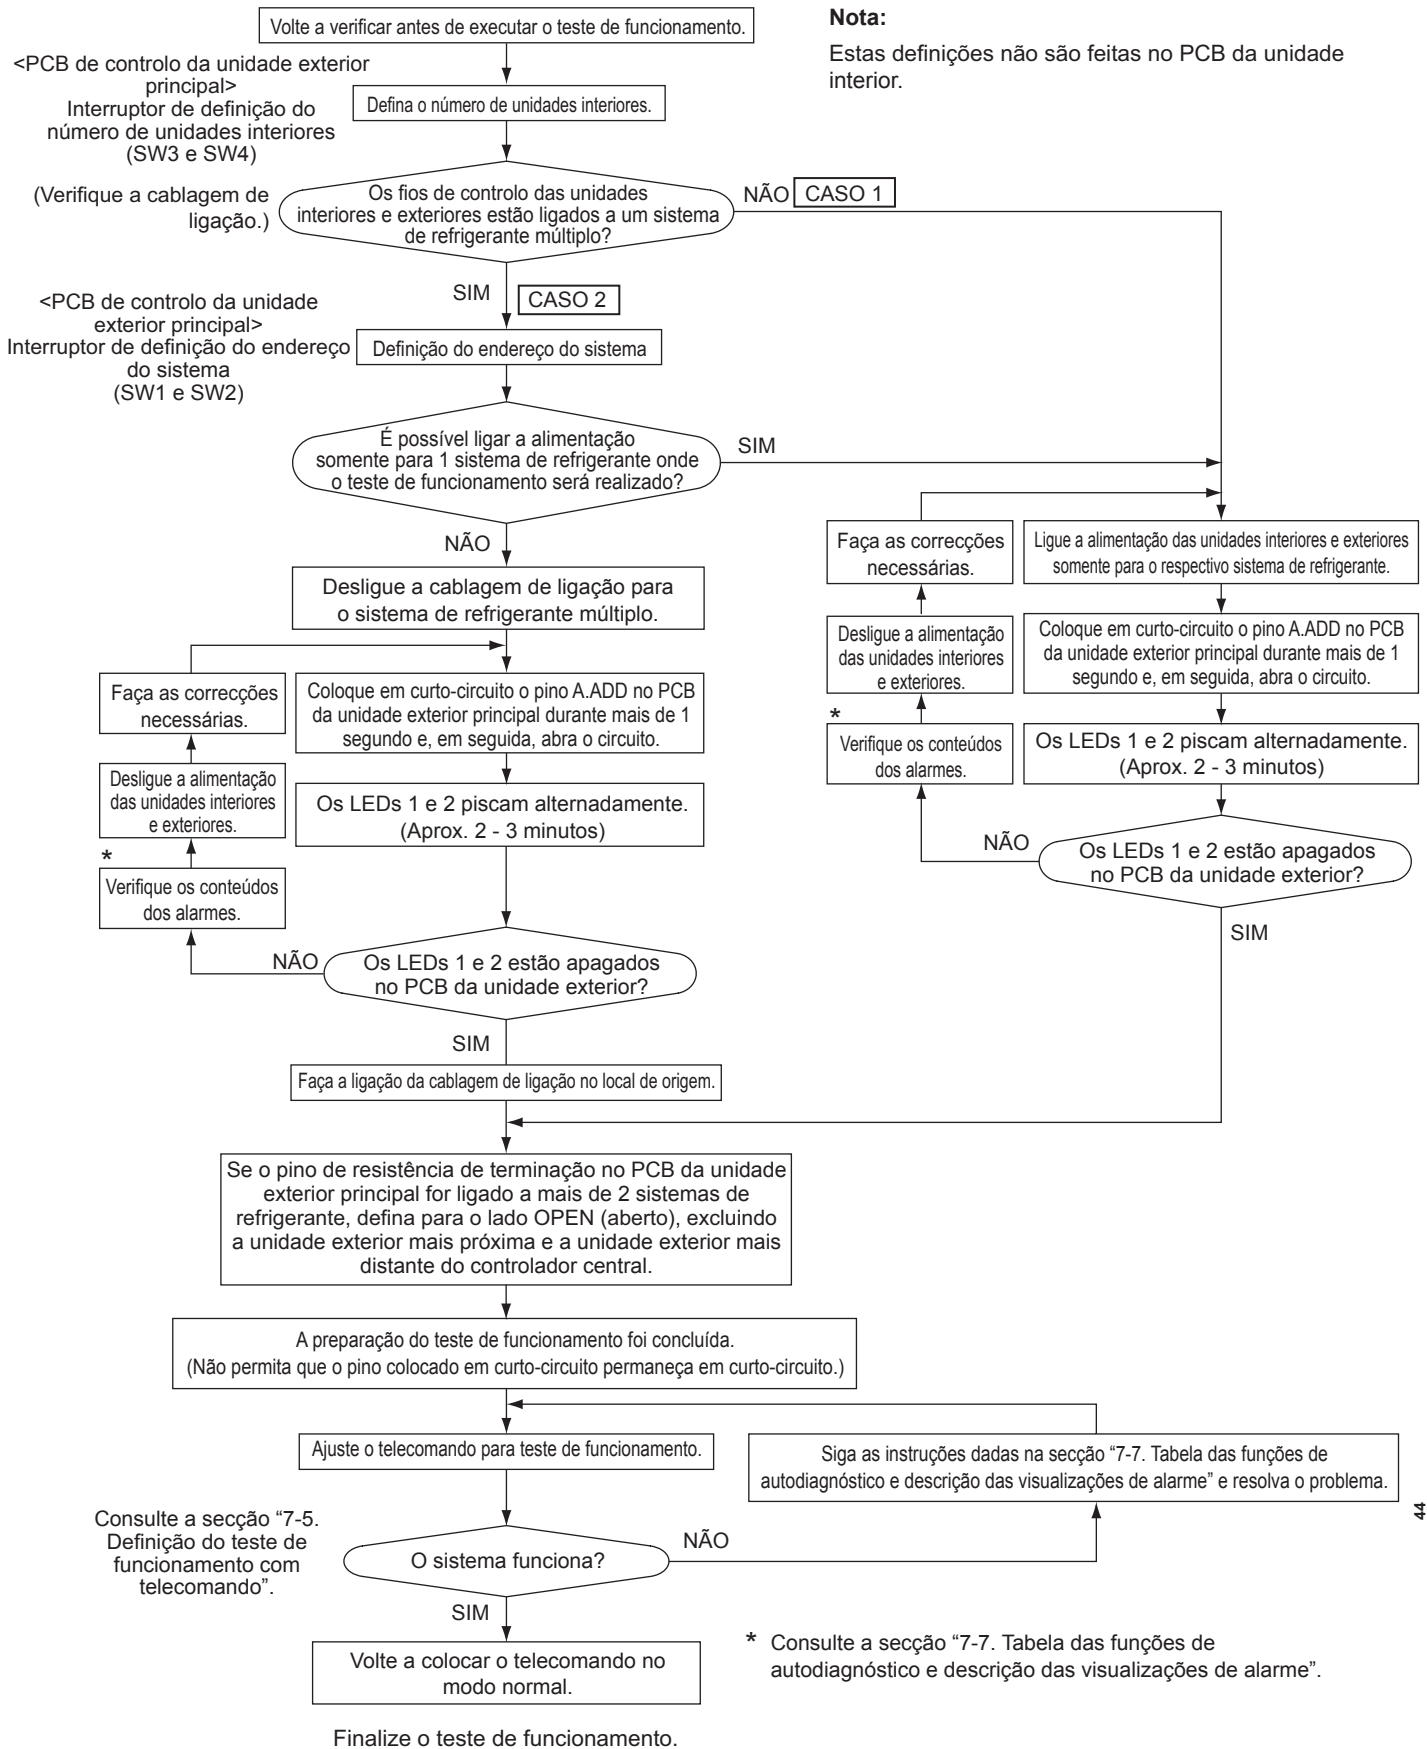 Volte a verificar antes de executar o teste de funcionamento.
Nota:
Estas definições não são feitas no PCB da unidade
interior.
<PCB de controlo da unidade exterior
principal>
Interruptor de definição do
número de unidades interiores
(SW3 e SW4)
Defina o número de unidades interiores.
(Verifique a cablagem de
ligação.)
Os fios de controlo das unidades
interiores e exteriores estão ligados a um sistema
de refrigerante múltiplo?
NÃO CASO 1
SIM CASO 2
<PCB de controlo da unidade
exterior principal>
Interruptor de definição do endereço
do sistema
(SW1 e SW2)
Definição do endereço do sistema
É possível ligar a alimentação
somente para 1 sistema de refrigerante onde
o teste de funcionamento será realizado?
SIM
NÃO
Desligue a cablagem de ligação para
o sistema de refrigerante múltiplo.
Faça as correcções
necessárias.
Coloque em curto-circuito o pino A.ADD no PCB
da unidade exterior principal durante mais de 1
segundo e, em seguida, abra o circuito.
Desligue a alimentação
das unidades interiores
e exteriores.
Os LEDs 1 e 2 piscam alternadamente.
(Aprox. 2 - 3 minutos)
*
Verifique os conteúdos
dos alarmes.
NÃO
Os LEDs 1 e 2 estão apagados
no PCB da unidade exterior?
SIM
Faça a ligação da cablagem de ligação no local de origem.
Faça as correcções
necessárias.
Ligue a alimentação das unidades interiores e exteriores
somente para o respectivo sistema de refrigerante.
Desligue a alimentação
das unidades interiores
e exteriores.
Coloque em curto-circuito o pino A.ADD no PCB
da unidade exterior principal durante mais de 1
segundo e, em seguida, abra o circuito.
*
Verifique os conteúdos
dos alarmes.
Os LEDs 1 e 2 piscam alternadamente.
(Aprox. 2 - 3 minutos)
NÃO
Os LEDs 1 e 2 estão apagados
no PCB da unidade exterior?
SIM
Se o pino de resistência de terminação no PCB da unidade
exterior principal for ligado a mais de 2 sistemas de
refrigerante, defina para o lado OPEN (aberto), excluindo
a unidade exterior mais próxima e a unidade exterior mais
distante do controlador central.
A preparação do teste de funcionamento foi concluída.
(Não permita que o pino colocado em curto-circuito permaneça em curto-circuito.)
Ajuste o telecomando para teste de funcionamento.
Siga as instruções dadas na secção “7-7. Tabela das funções de
autodiagnóstico e descrição das visualizações de alarme” e resolva o problema.
Consulte a secção “7-5.
Definição do teste de
funcionamento com
telecomando”.
O sistema funciona?
NÃO
SIM
Volte a colocar o telecomando no
modo normal.
Finalize o teste de funcionamento.
* Consulte a secção “7-7. Tabela das funções de
autodiagnóstico e descrição das visualizações de alarme”.
44